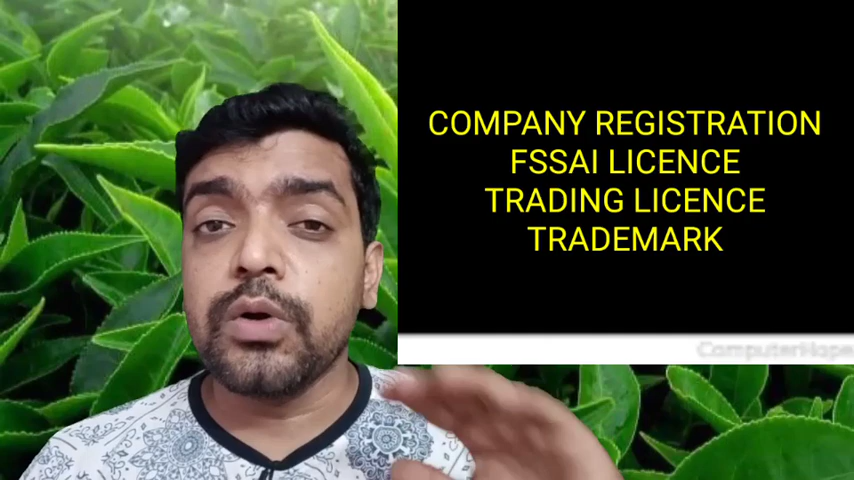 COMPANY REGISTRATION
FSSAI LICENCE
TRADING LICENCE
TRADEMARK
ComputerHope